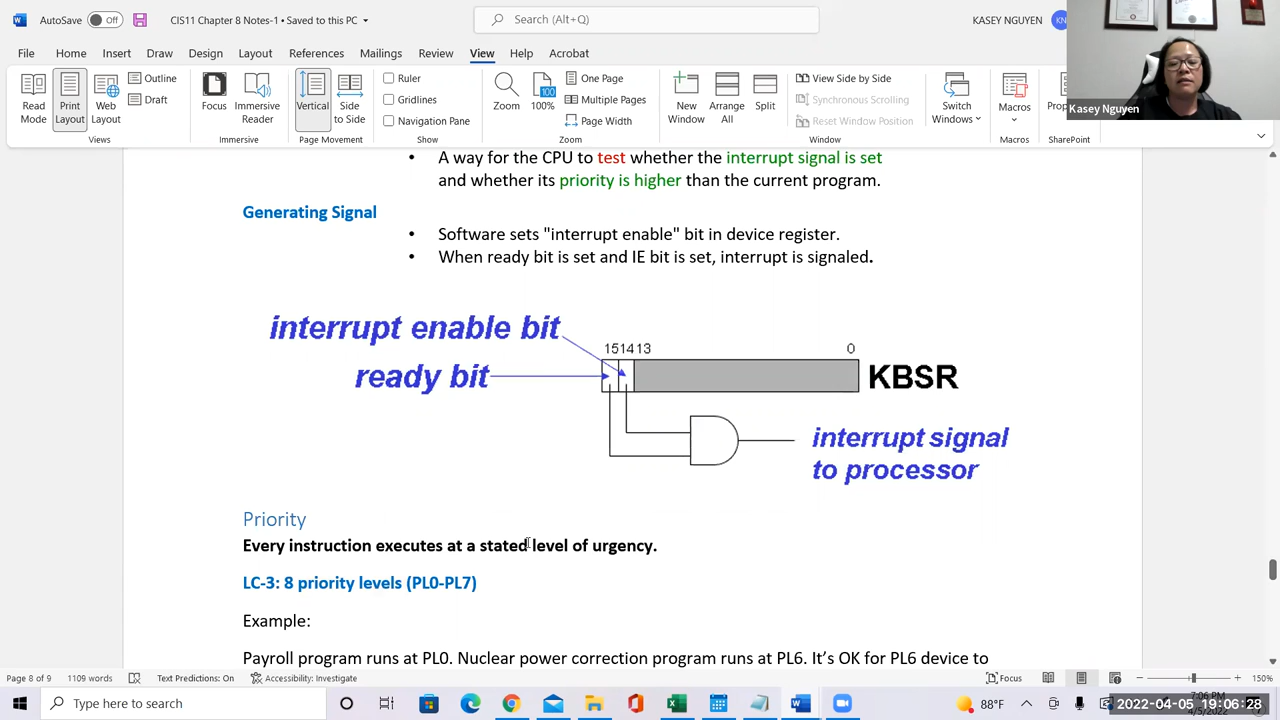 AutoSave Off CIS11 Chapter 8 Notes-1 • Saved to this PC
Search (Alt+Q)
KASEY NGUYEN KN
File Home Insert Draw Design Layout References Mailings Review View Help Acrobat
Read Mode
Print Layout
Web Layout
Outline
Draft
Views
Focus
Immersive Reader
Immersive
Vertical
Side to Side
Page Movement
Ruler
Gridlines
Navigation Pane
Show
Zoom
100
100%
One Page
Multiple Pages
Page Width
Zoom
New Window
Arrange All
Split
View Side by Side
Synchronous Scrolling
Reset Window Position
Window
Switch Windows
Macros
Macros
SharePoint
Kasey Nguyen
• A way for the CPU to test whether the interrupt signal is set
and whether its priority is higher than the current program.
Generating Signal
• Software sets "interrupt enable" bit in device register.
• When ready bit is set and IE bit is set, interrupt is signaled.
interrupt enable bit
ready bit
15 14 13 0
KBSR
interrupt signal
to processor
Priority
Every instruction executes at a stated level of urgency.
LC-3: 8 priority levels (PL0-PL7)
Example:
Payroll program runs at PL0. Nuclear power correction program runs at PL6. It's OK for PL6 device to
Page 8 of 9 1109 words Text Predictions: On Accessibility: Investigate Focus 150%
Type here to search
88°F
7:06 PM
4/5/2022
2022-04-05 19:06:28